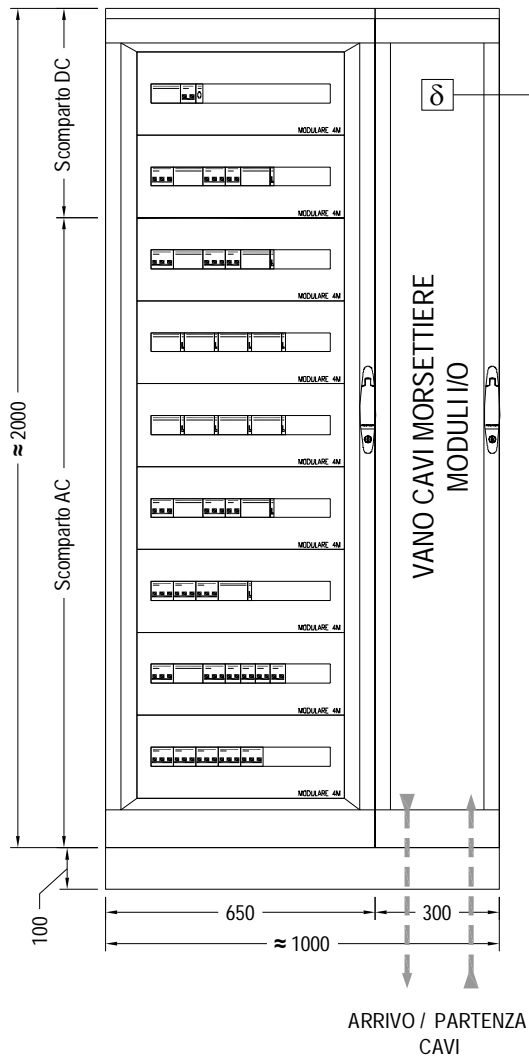 Scomparto DC
δ
MODULARE 4M
MODULARE 4M
MODULARE 4M
MODULARE 4M
MODULARE 4M
MODULARE 4M
MODULARE 4M
MODULARE 4M
MODULARE 4M
≈2000
Scomparto AC
VANO CAVI MORSETTIERE
MODULI I/O
100
650
300
≈1000
ARRIVO / PARTENZA
CAVI